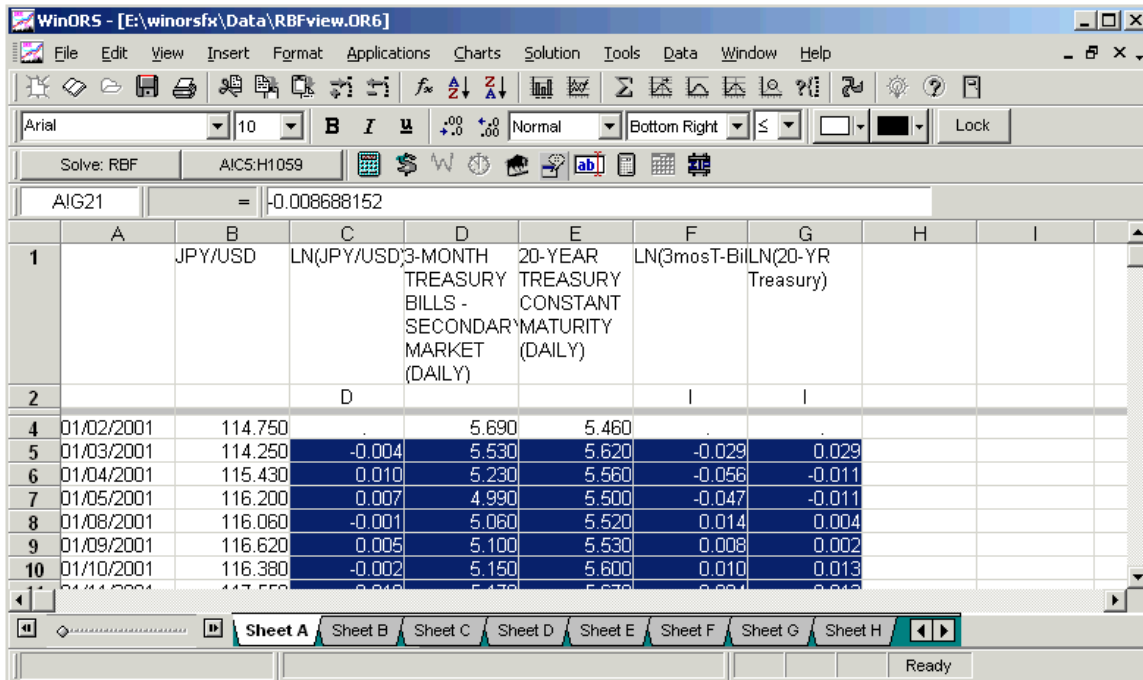 WinORS - [E:\winorsfx\Data\RBFview.OR6]
File Edit View Insert Format Applications Charts Solution Tools Data Window Help
Arial 10 B I u Normal Bottom Right ≤ Lock
Solve: RBF A!C5:H1059
A!G21 = -0.008688152
A B C D E F G H I
1 JPY/USD LN(JPY/USD) 3-MONTH TREASURY BILLS - SECONDARY MARKET (DAILY) 20-YEAR TREASURY CONSTANT MATURITY (DAILY) LN(3mosT-Bil LN(20-YR Treasury)
2 D I I
4 01/02/2001 114.750 . 5.690 5.460 . .
5 01/03/2001 114.250 -0.004 5.530 5.620 -0.029 0.029
6 01/04/2001 115.430 0.010 5.230 5.560 -0.056 -0.011
7 01/05/2001 116.200 0.007 4.990 5.500 -0.047 -0.011
8 01/08/2001 116.060 -0.001 5.060 5.520 0.014 0.004
9 01/09/2001 116.620 0.005 5.100 5.530 0.008 0.002
10 01/10/2001 116.380 -0.002 5.150 5.600 0.010 0.013
Sheet A Sheet B Sheet C Sheet D Sheet E Sheet F Sheet G Sheet H
Ready